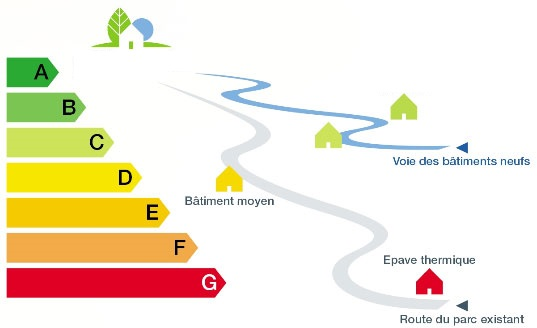 A
B
C
Voie des bâtiments neufs
D
Bâtiment moyen
E
F
Epave thermique
G
Route du parc existant